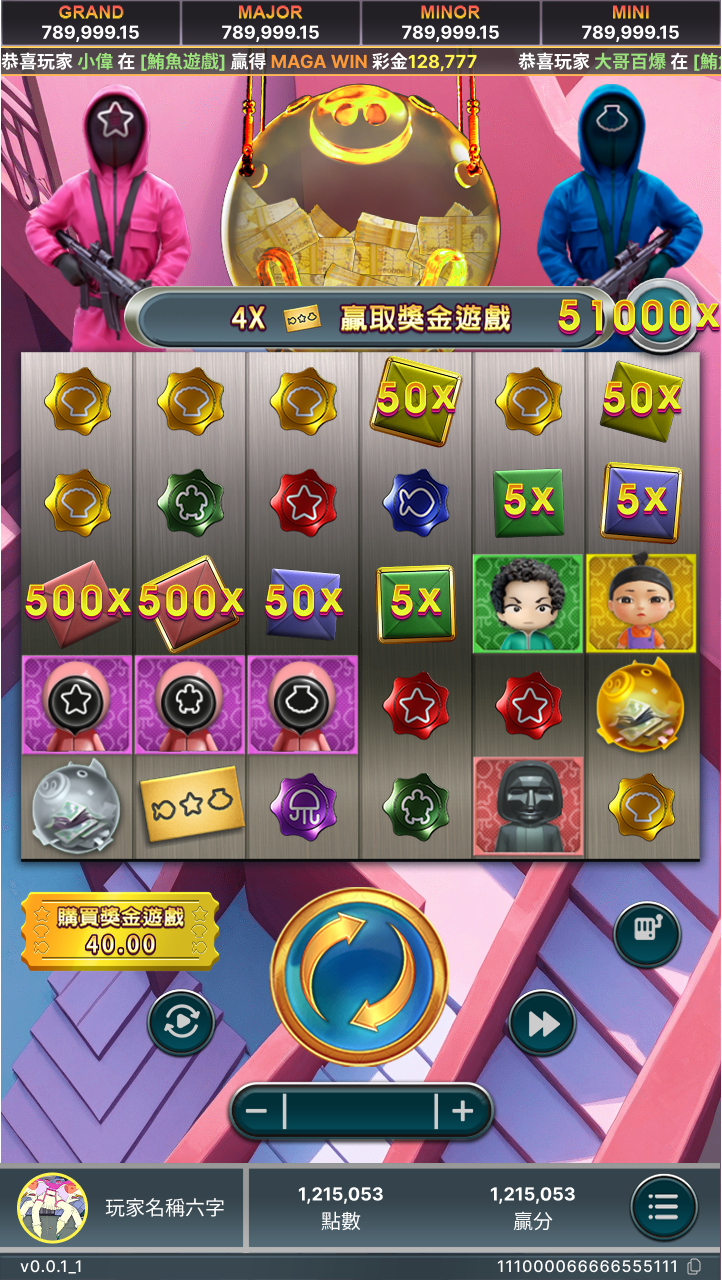 GRAND MAJOR MINOR MINI
789,999.15 789,999.15 789,999.15 789,999.15
恭喜玩家 小偉 在 [鮪魚遊戲] 贏得 MAGA WIN 彩金128,777 恭喜玩家 大哥百爆 在 [鮪
4X 贏取獎金遊戲 51000X
50X 50X
5X 5X
500X 500X 50X 5X
購買獎金遊戲
40.00
玩家名稱六字
1,215,053 1,215,053
點數 贏分
v0.0.1_1 111000066666555111